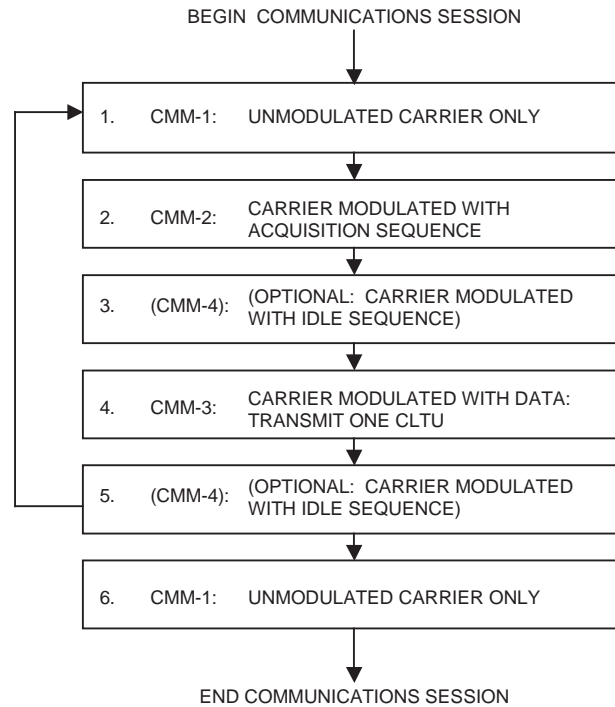 BEGIN COMMUNICATIONS SESSION
1. CMM-1: UNMODULATED CARRIER ONLY
2. CMM-2: CARRIER MODULATED WITH
ACQUISITION SEQUENCE
3. (CMM-4): (OPTIONAL: CARRIER MODULATED
WITH IDLE SEQUENCE)
4. CMM-3: CARRIER MODULATED WITH DATA:
TRANSMIT ONE CLTU
5. (CMM-4): (OPTIONAL: CARRIER MODULATED
WITH IDLE SEQUENCE)
6. CMM-1: UNMODULATED CARRIER ONLY
END COMMUNICATIONS SESSION